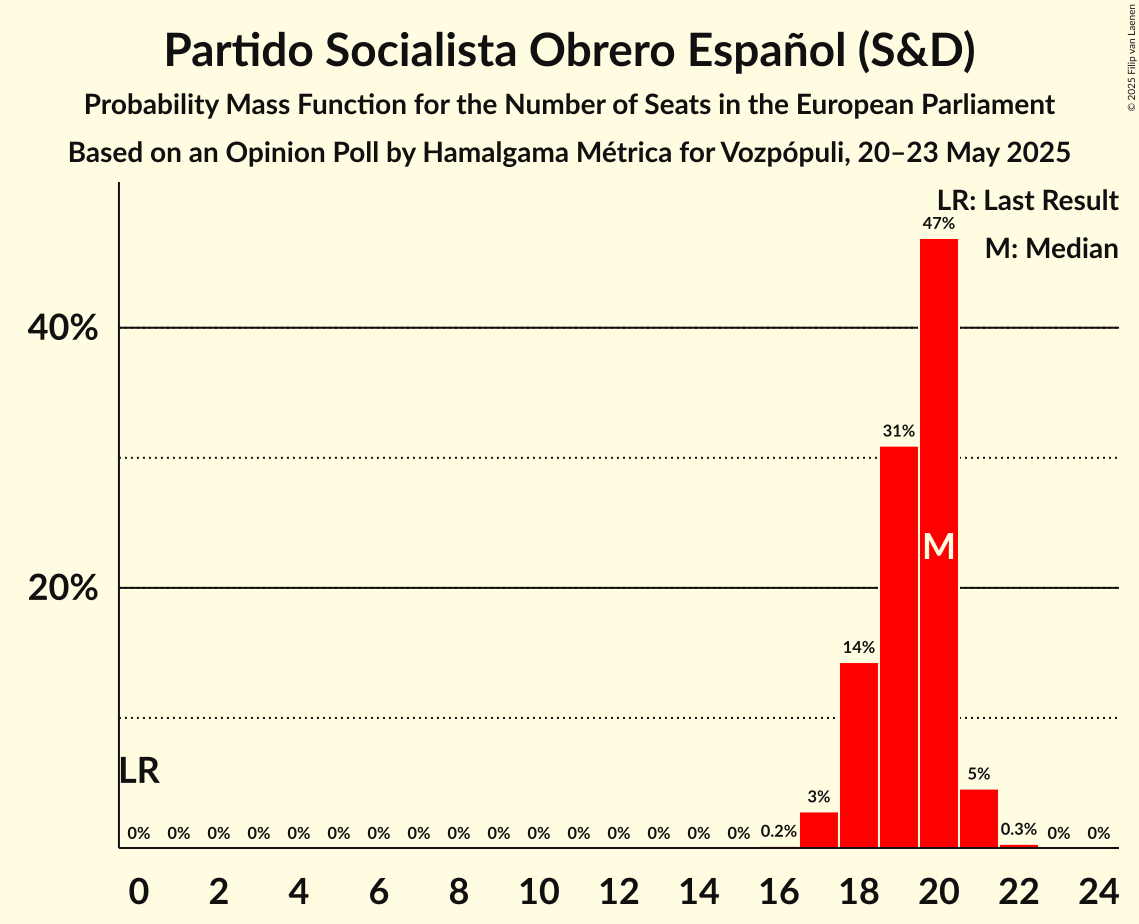 Partido Socialista Obrero Español (S&D)
Probability Mass Function for the Number of Seats in the European Parliament
Based on an Opinion Poll by Hamalgama Métrica for Vozpópuli, 20–23 May 2025
© 2025 Filip van Laenen
LR: Last Result
47%
M: Median
40%
31%
M
20%
14%
LR
5%
3%
0% 0% 0% 0% 0% 0% 0% 0% 0% 0% 0% 0% 0% 0% 0% 0% 0.2% 0.3% 0% 0%
0 2 4 6 8 10 12 14 16 18 20 22 24